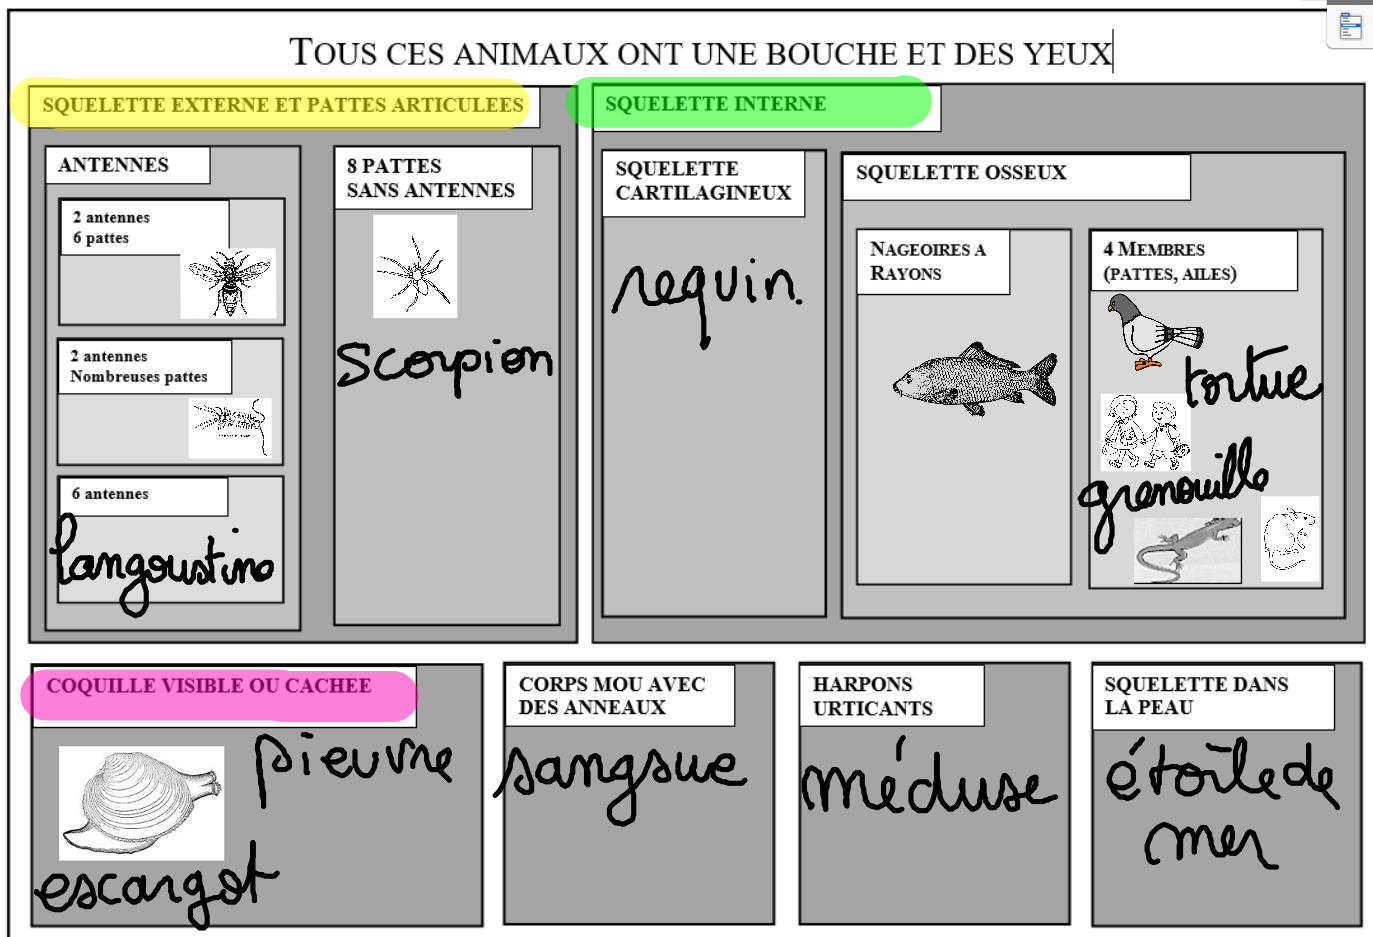 TOUS CES ANIMAUX ONT UNE BOUCHE ET DES YEUX
SQUELETTE EXTERNE ET PATTES ARTICULEES
ANTENNES
2 antennes
6 pattes
2 antennes
Nombreuses pattes
6 antennes
langoustine
8 PATTES
SANS ANTENNES
scorpion
SQUELETTE INTERNE
SQUELETTE
CARTILAGINEUX
requin.
SQUELETTE OSSEUX
NAGEOIRES A
RAYONS
4 MEMBRES
(PATTES, AILES)
tortue
grenouille
COQUILLE VISIBLE OU CACHEE
pieuvre
escargot
CORPS MOU AVEC
DES ANNEAUX
sangsue
HARPONS
URTICANTS
méduse
SQUELETTE DANS
LA PEAU
étoile de
mer